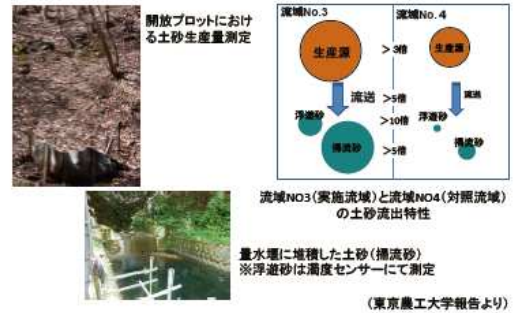 開放プロットにおけ
る土砂生産量測定
流域No.3
流域No.4
生産源
>3倍
生産源
流送
>5倍
流送
浮遊砂
>10倍
浮遊砂
掃流砂
>5倍
掃流砂
流域NO3(実施流域)と流域NO4(対照流域)
の土砂流出特性
量水堰に堆積した土砂(掃流砂)
※浮遊砂は濁度センサーにて測定
(東京農工大学報告より)